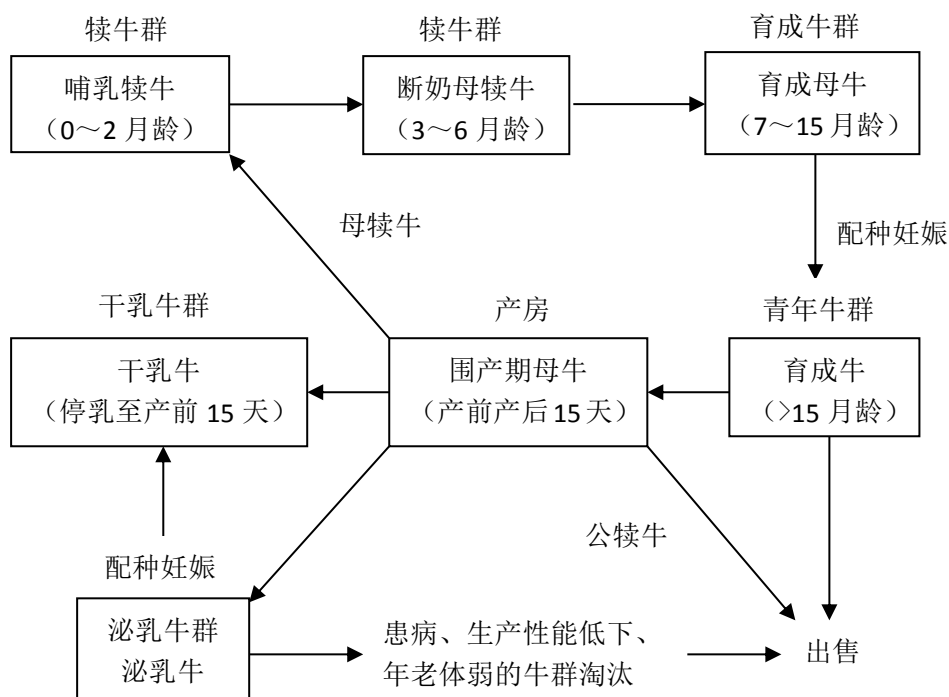 犊牛群
犊牛群
育成牛群
哺乳犊牛
（0～2 月龄）
断奶母犊牛
（3～6 月龄）
育成母牛
（7～15 月龄）
母犊牛
配种妊娠
干乳牛群
产房
青年牛群
干乳牛
（停乳至产前 15 天）
围产期母牛
（产前产后 15 天）
育成牛
（>15 月龄）
公犊牛
配种妊娠
泌乳牛群
泌乳牛
患病、生产性能低下、
年老体弱的牛群淘汰
出售